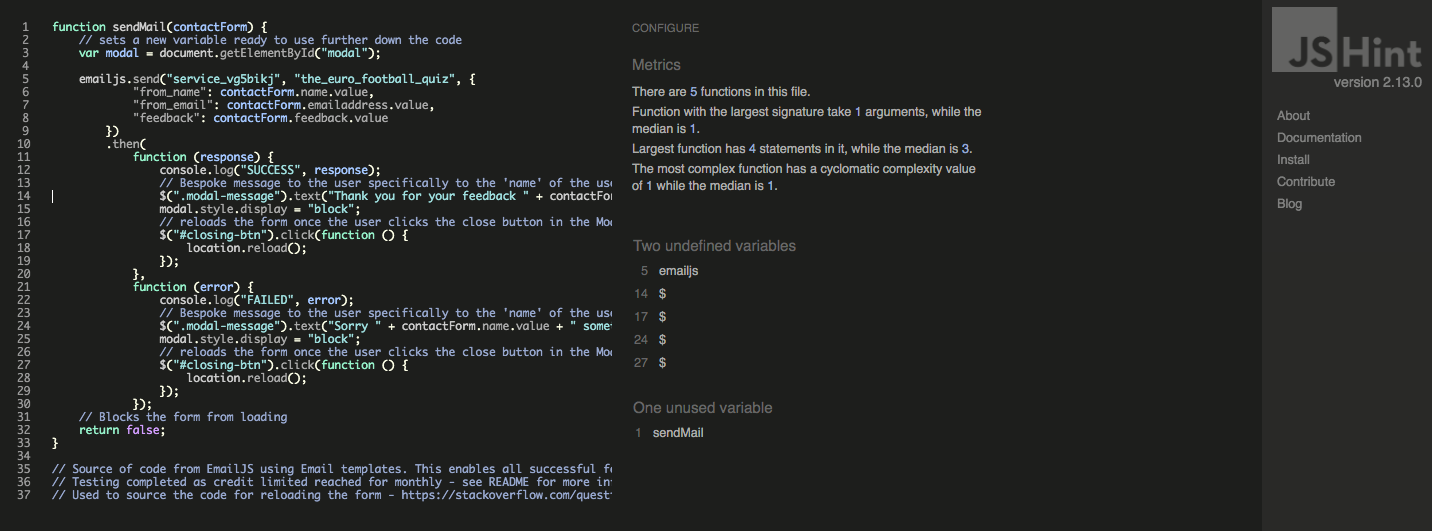 1 function sendMail(contactForm) {
2 // sets a new variable ready to use further down the code
3 var modal = document.getElementById("modal");
4
5 emailjs.send("service_vg5bikj", "the_euro_football_quiz", {
6 "from_name": contactForm.name.value,
7 "from_email": contactForm.emailaddress.value,
8 "feedback": contactForm.feedback.value
9 })
10 .then(
11 function (response) {
12 console.log("SUCCESS", response);
13 // Bespoke message to the user specifically to the 'name' of the
14 $(".modal-message").text("Thank you for your feedback " +
15 modal.style.display = "block";
16 // reloads the form once the user clicks the close button in the
17 $("#closing-btn").click(function () {
18 location.reload();
19 });
20 },
21 function (error) {
22 console.log("FAILED", error);
23 // Bespoke message to the user specifically to the 'name' of the
24 $(".modal-message").text("Sorry " + contactForm.name.value + "
25 modal.style.display = "block";
26 // reloads the form once the user clicks the close button in the
27 $("#closing-btn").click(function () {
28 location.reload();
29 });
30 });
31 // Blocks the form from loading
32 return false;
33 }
34
35 // Source of code from EmailJS using Email templates. This enables all successful
36 // Testing completed as credit limited reached for monthly - see README for more
37 // Used to source the code for reloading the form - https://stackoverflow.com/quest
CONFIGURE
Metrics
There are 5 functions in this file.
Function with the largest signature take 1 arguments, while the
median is 1.
Largest function has 4 statements in it, while the median is 3.
The most complex function has a cyclomatic complexity value
of 1 while the median is 1.
Two undefined variables
5 emailjs
14 $
17 $
24 $
27 $
One unused variable
1 sendMail
JSHint
version 2.13.0
About
Documentation
Install
Contribute
Blog